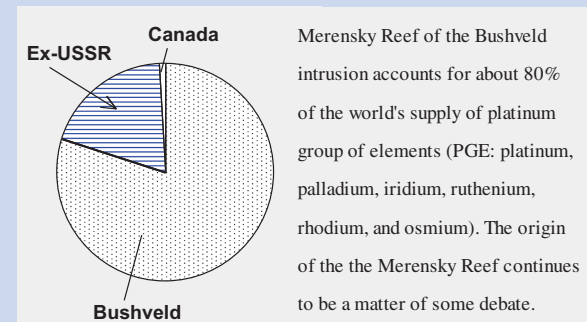 Canada
Ex-USSR
Bushveld
Merensky Reef of the Bushveld
intrusion accounts for about 80%
of the world's supply of platinum
group of elements (PGE: platinum,
palladium, iridium, ruthenium,
rhodium, and osmium). The origin
of the the Merensky Reef continues
to be a matter of some debate.